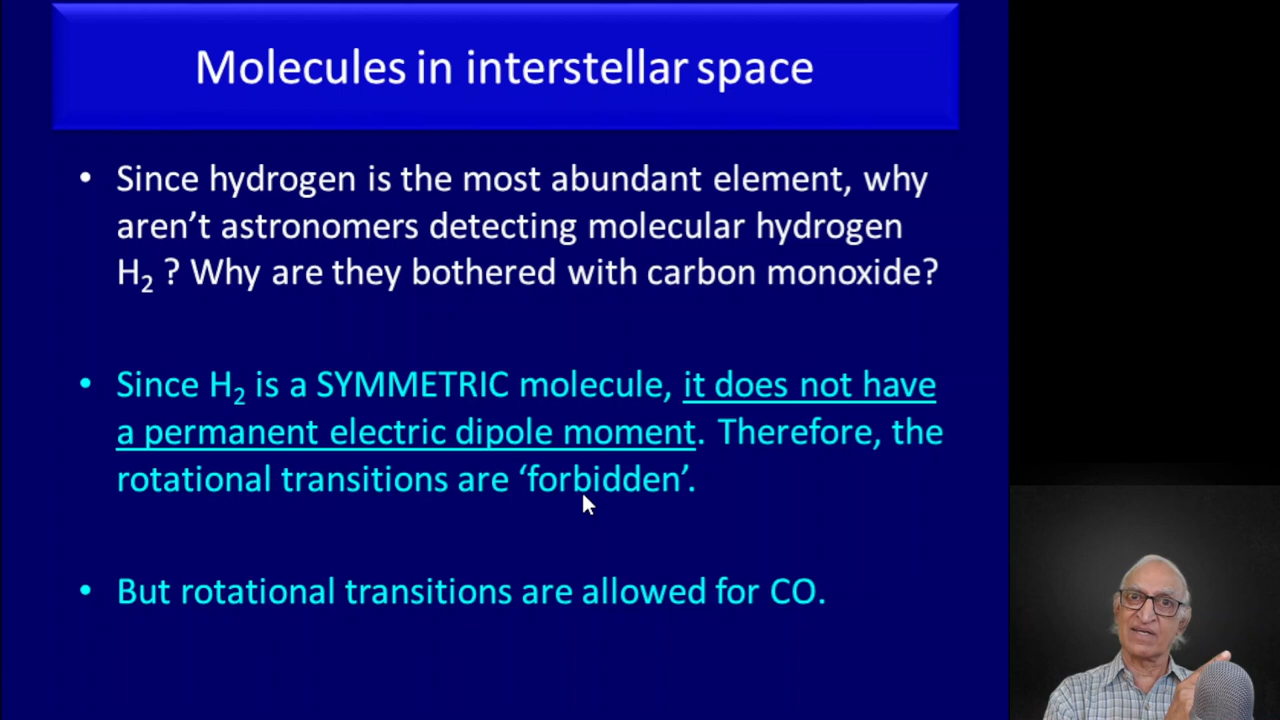 Molecules in interstellar space
• Since hydrogen is the most abundant element, why
aren’t astronomers detecting molecular hydrogen
H₂ ? Why are they bothered with carbon monoxide?
• Since H₂ is a SYMMETRIC molecule, it does not have
a permanent electric dipole moment. Therefore, the
rotational transitions are ‘forbidden’.
• But rotational transitions are allowed for CO.